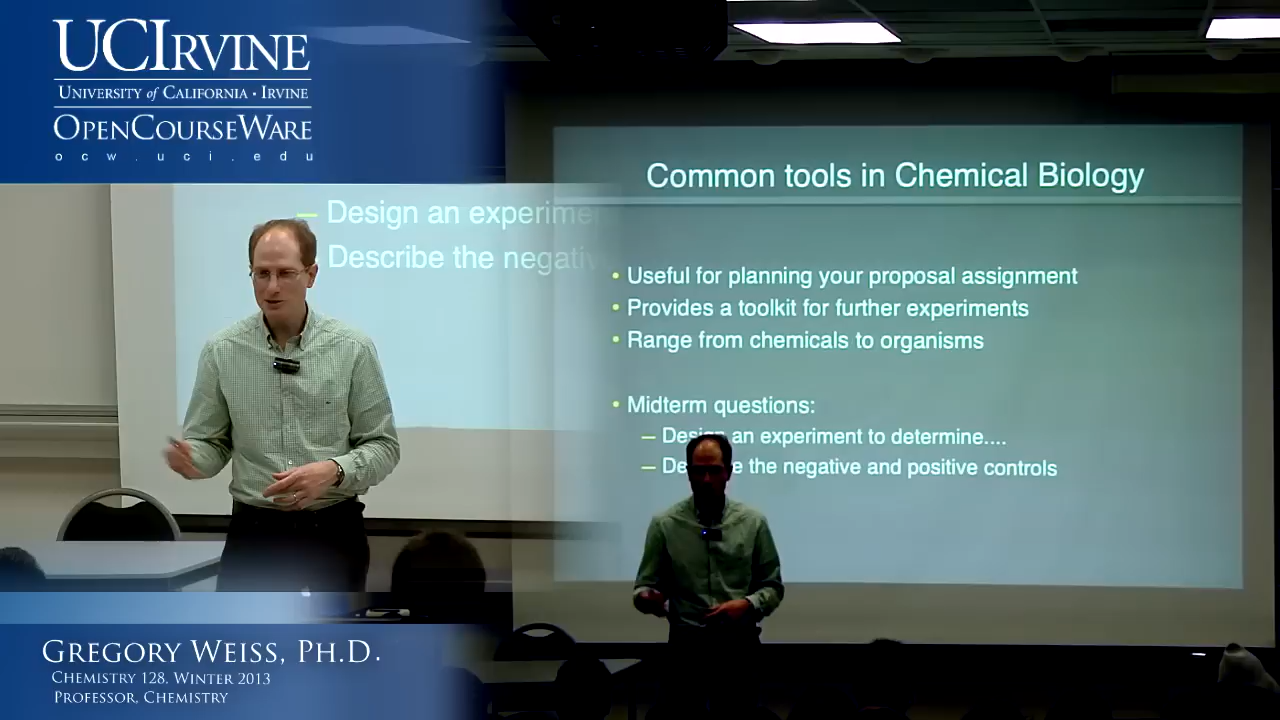 UCIRVINE
UNIVERSITY of CALIFORNIA • IRVINE
OPENCOURSEWARE
ocw.uci.edu
– Design an experime
Describe the negativ
Common tools in Chemical Biology
• Useful for planning your proposal assignment
• Provides a toolkit for further experiments
• Range from chemicals to organisms
• Midterm questions:
– Design an experiment to determine....
– De e the negative and positive controls
GREGORY WEISS, PH.D.
CHEMISTRY 128, WINTER 2013
PROFESSOR, CHEMISTRY